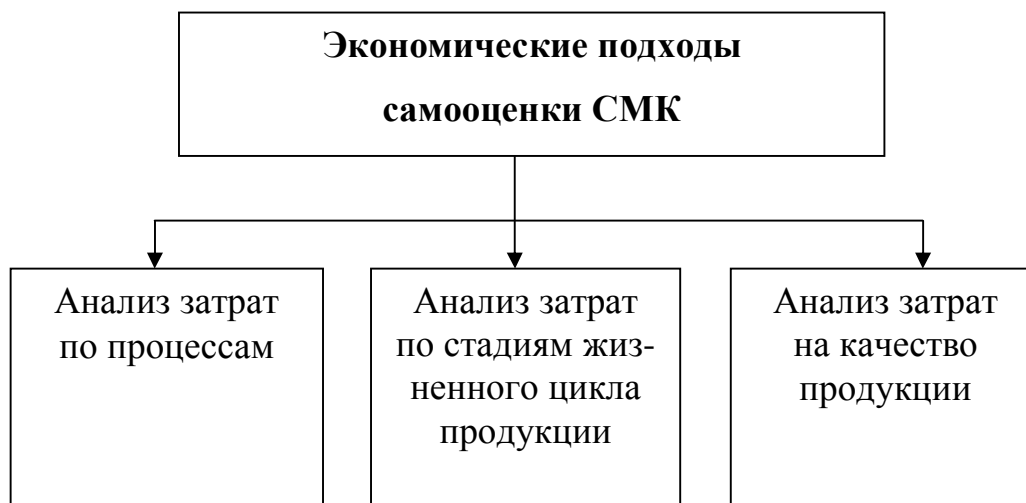 Экономические подходы
самооценки СМК
Анализ затрат
по процессам
Анализ затрат
по стадиям жиз-
ненного цикла
продукции
Анализ затрат
на качество
продукции